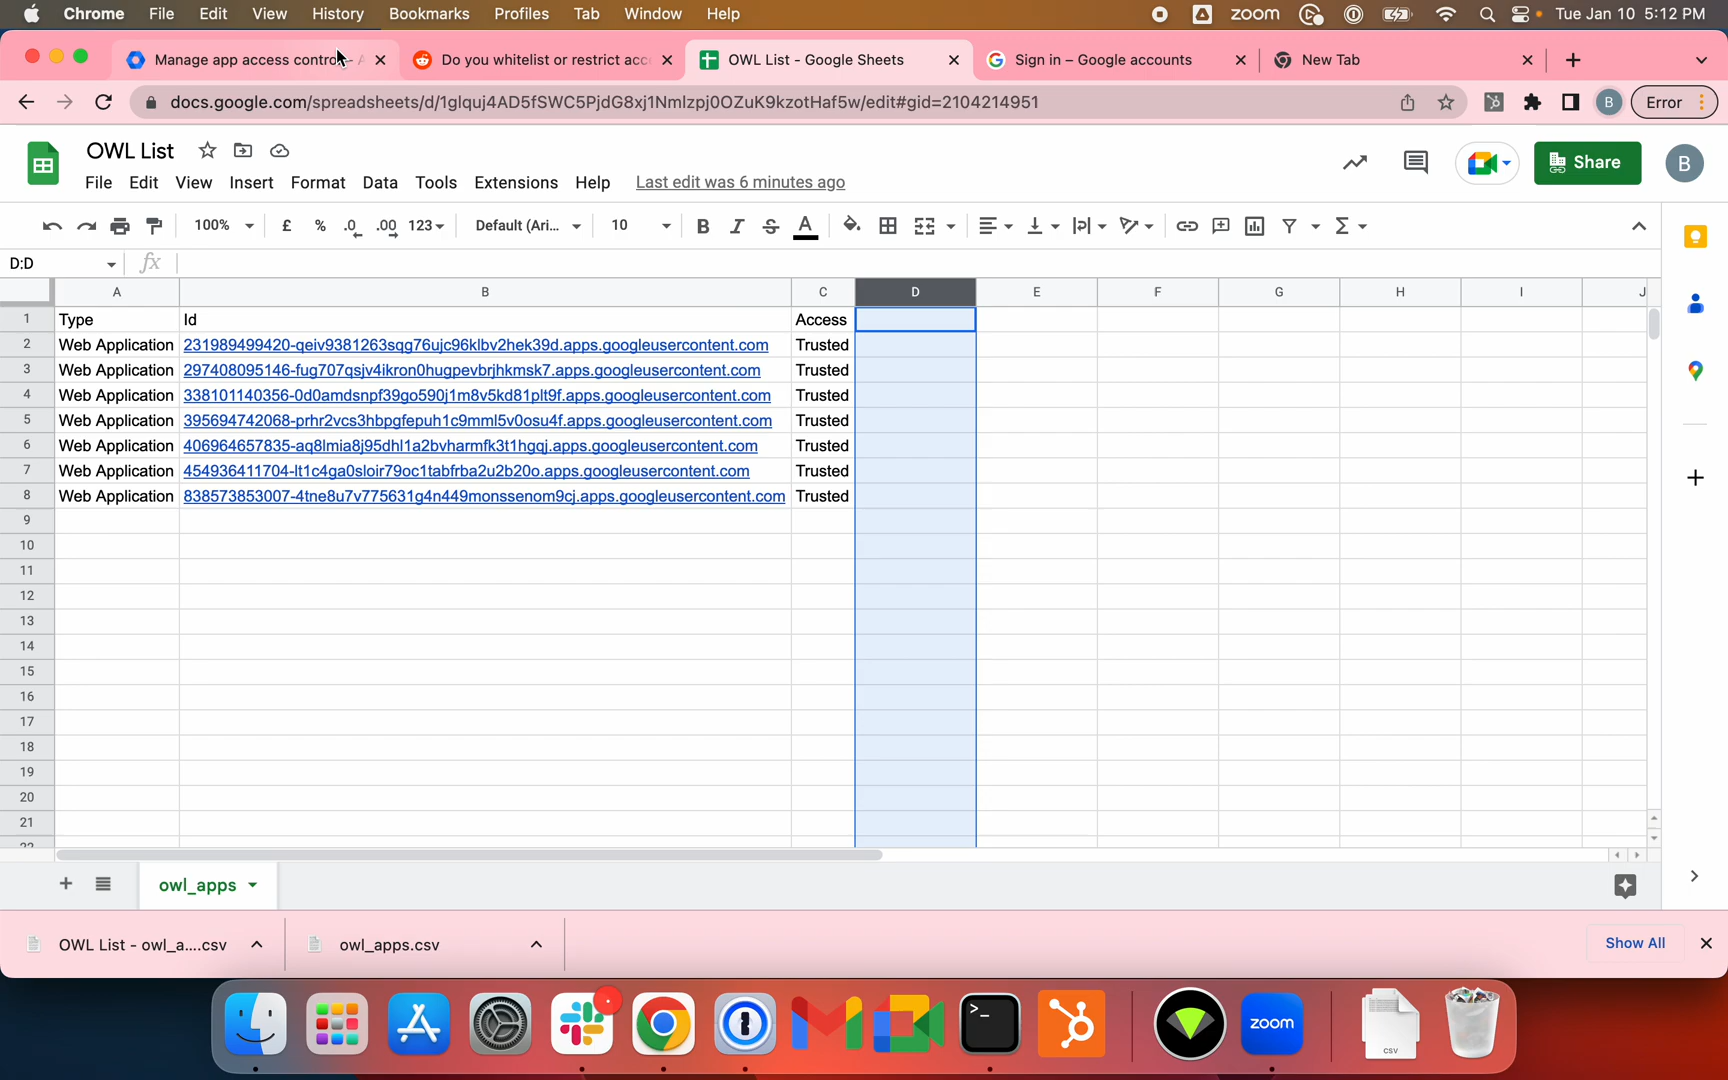 Chrome File Edit View History Bookmarks Profiles Tab Window Help zoom Tue Jan 10 5:12 PM
Manage app access contro Do you whitelist or restrict acc OWL List - Google Sheets Sign in – Google accounts New Tab
docs.google.com/spreadsheets/d/1glquj4AD5fSWC5PjdG8xj1NmIzpj0OZuK9kzotHaf5w/edit#gid=2104214951 B Error
OWL List Share B
File Edit View Insert Format Data Tools Extensions Help Last edit was 6 minutes ago
100% £ % .0 .00 123 Default (Ari... 10 B I S A Σ
D:D fx
A B C D E F G H I J
1 Type Id Access
2 Web Application 231989499420-qeiv9381263sqg76ujc96klbv2hek39d.apps.googleusercontent.com Trusted
3 Web Application 297408095146-fug707qsjv4ikron0hugpevbrjhkmsk7.apps.googleusercontent.com Trusted
4 Web Application 338101140356-0d0amdsnpf39go590j1m8v5kd81plt9f.apps.googleusercontent.com Trusted
5 Web Application 395694742068-prhr2vcs3hbpgfepuh1c9mml5v0osu4f.apps.googleusercontent.com Trusted
6 Web Application 406964657835-aq8lmia8j95dhl1a2bvharmfk3t1hgqj.apps.googleusercontent.com Trusted
7 Web Application 454936411704-lt1c4ga0sloir79oc1tabfrba2u2b20o.apps.googleusercontent.com Trusted
8 Web Application 838573853007-4tne8u7v775631g4n449monssenom9cj.apps.googleusercontent.com Trusted
9
10
11
12
13
14
15
16
17
18
19
20
21
22
owl_apps
OWL List - owl_a....csv owl_apps.csv Show All
zoom CSV